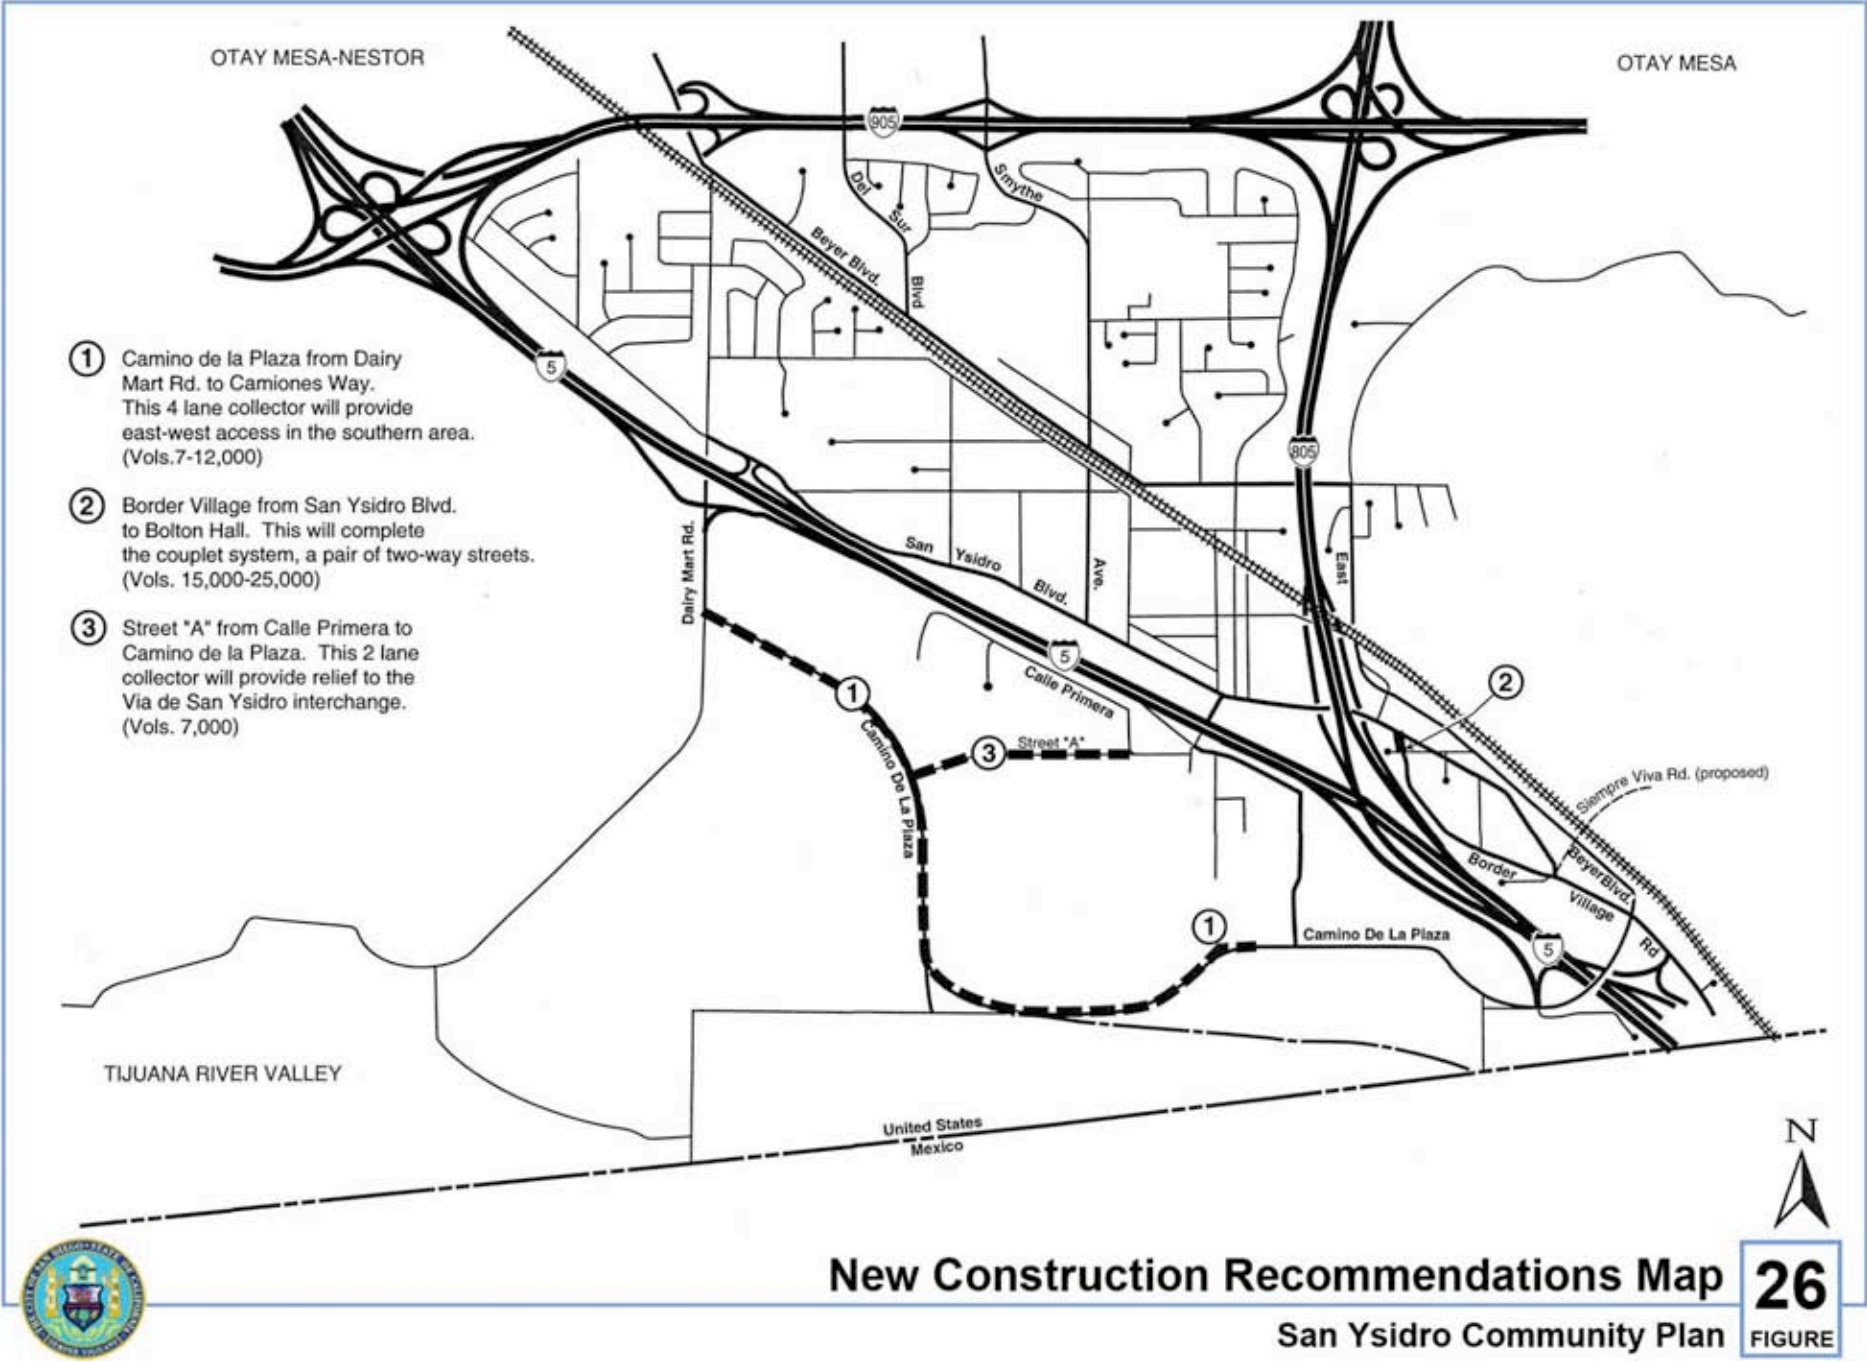 OTAY MESA-NESTOR
OTAY MESA
905
Del
Sur
Blvd
Smythe
Beyer Blvd.
5
805
1
Camino de la Plaza from Dairy
Mart Rd. to Camiones Way.
This 4 lane collector will provide
east-west access in the southern area.
(Vols.7-12,000)
2
Border Village from San Ysidro Blvd.
to Bolton Hall. This will complete
the couplet system, a pair of two-way streets.
(Vols. 15,000-25,000)
3
Street "A" from Calle Primera to
Camino de la Plaza. This 2 lane
collector will provide relief to the
Via de San Ysidro interchange.
(Vols. 7,000)
Dairy Mart Rd.
San Ysidro Blvd.
Ave.
East
5
Calle Primera
1
2
Camino De La Plaza
3
Street "A"
Siempre Viva Rd. (proposed)
Border Village Rd
Beyer Blvd.
1
Camino De La Plaza
5
TIJUANA RIVER VALLEY
United States
Mexico
N
New Construction Recommendations Map
San Ysidro Community Plan
26
FIGURE